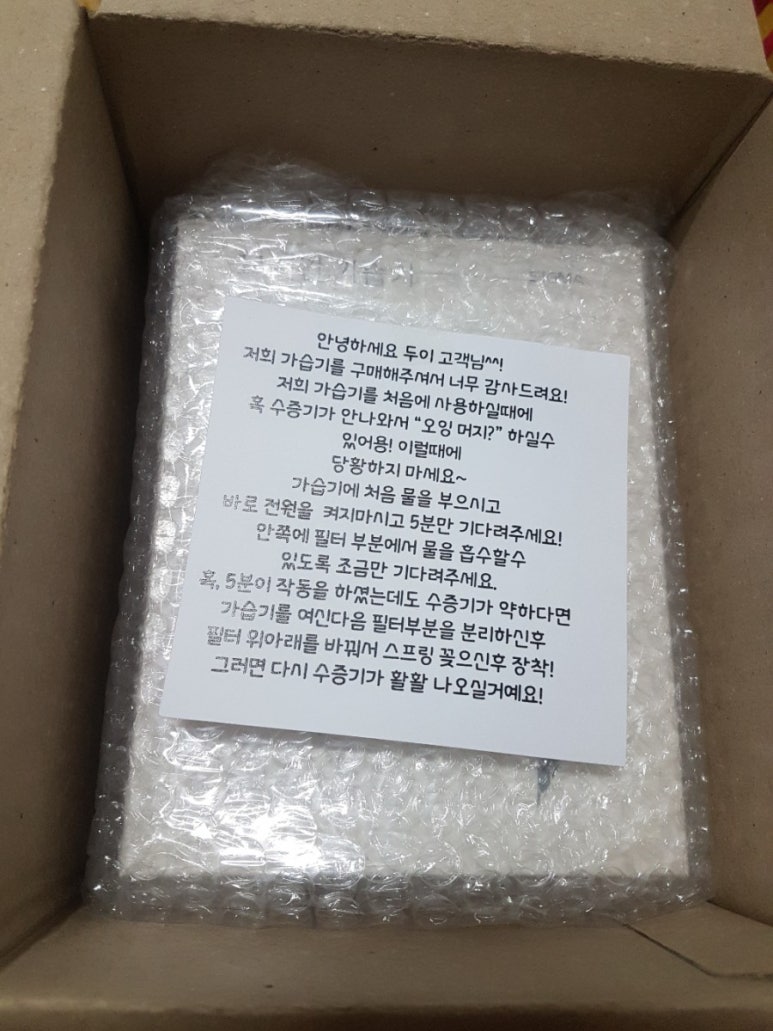 가습기
안녕하세요 두이 고객님^^!
저희 가습기를 구매해주셔서 너무 감사드려요!
저희 가습기를 처음에 사용하실때에
혹 수증기가 안나와서 “오잉 머지?” 하실수
있어용! 이럴때에
당황하지 마세요~
가습기에 처음 물을 부으시고
바로 전원을 켜지마시고 5분만 기다려주세요!
안쪽에 필터 부분에서 물을 흡수할수
있도록 조금만 기다려주세요.
혹, 5분이 작동을 하셨는데도 수증기가 약하다면
가습기를 여신다음 필터부분을 분리하신후
필터 위아래를 바꿔서 스프링 꽂으신후 장착!
그러면 다시 수증기가 활활 나오실거예요!